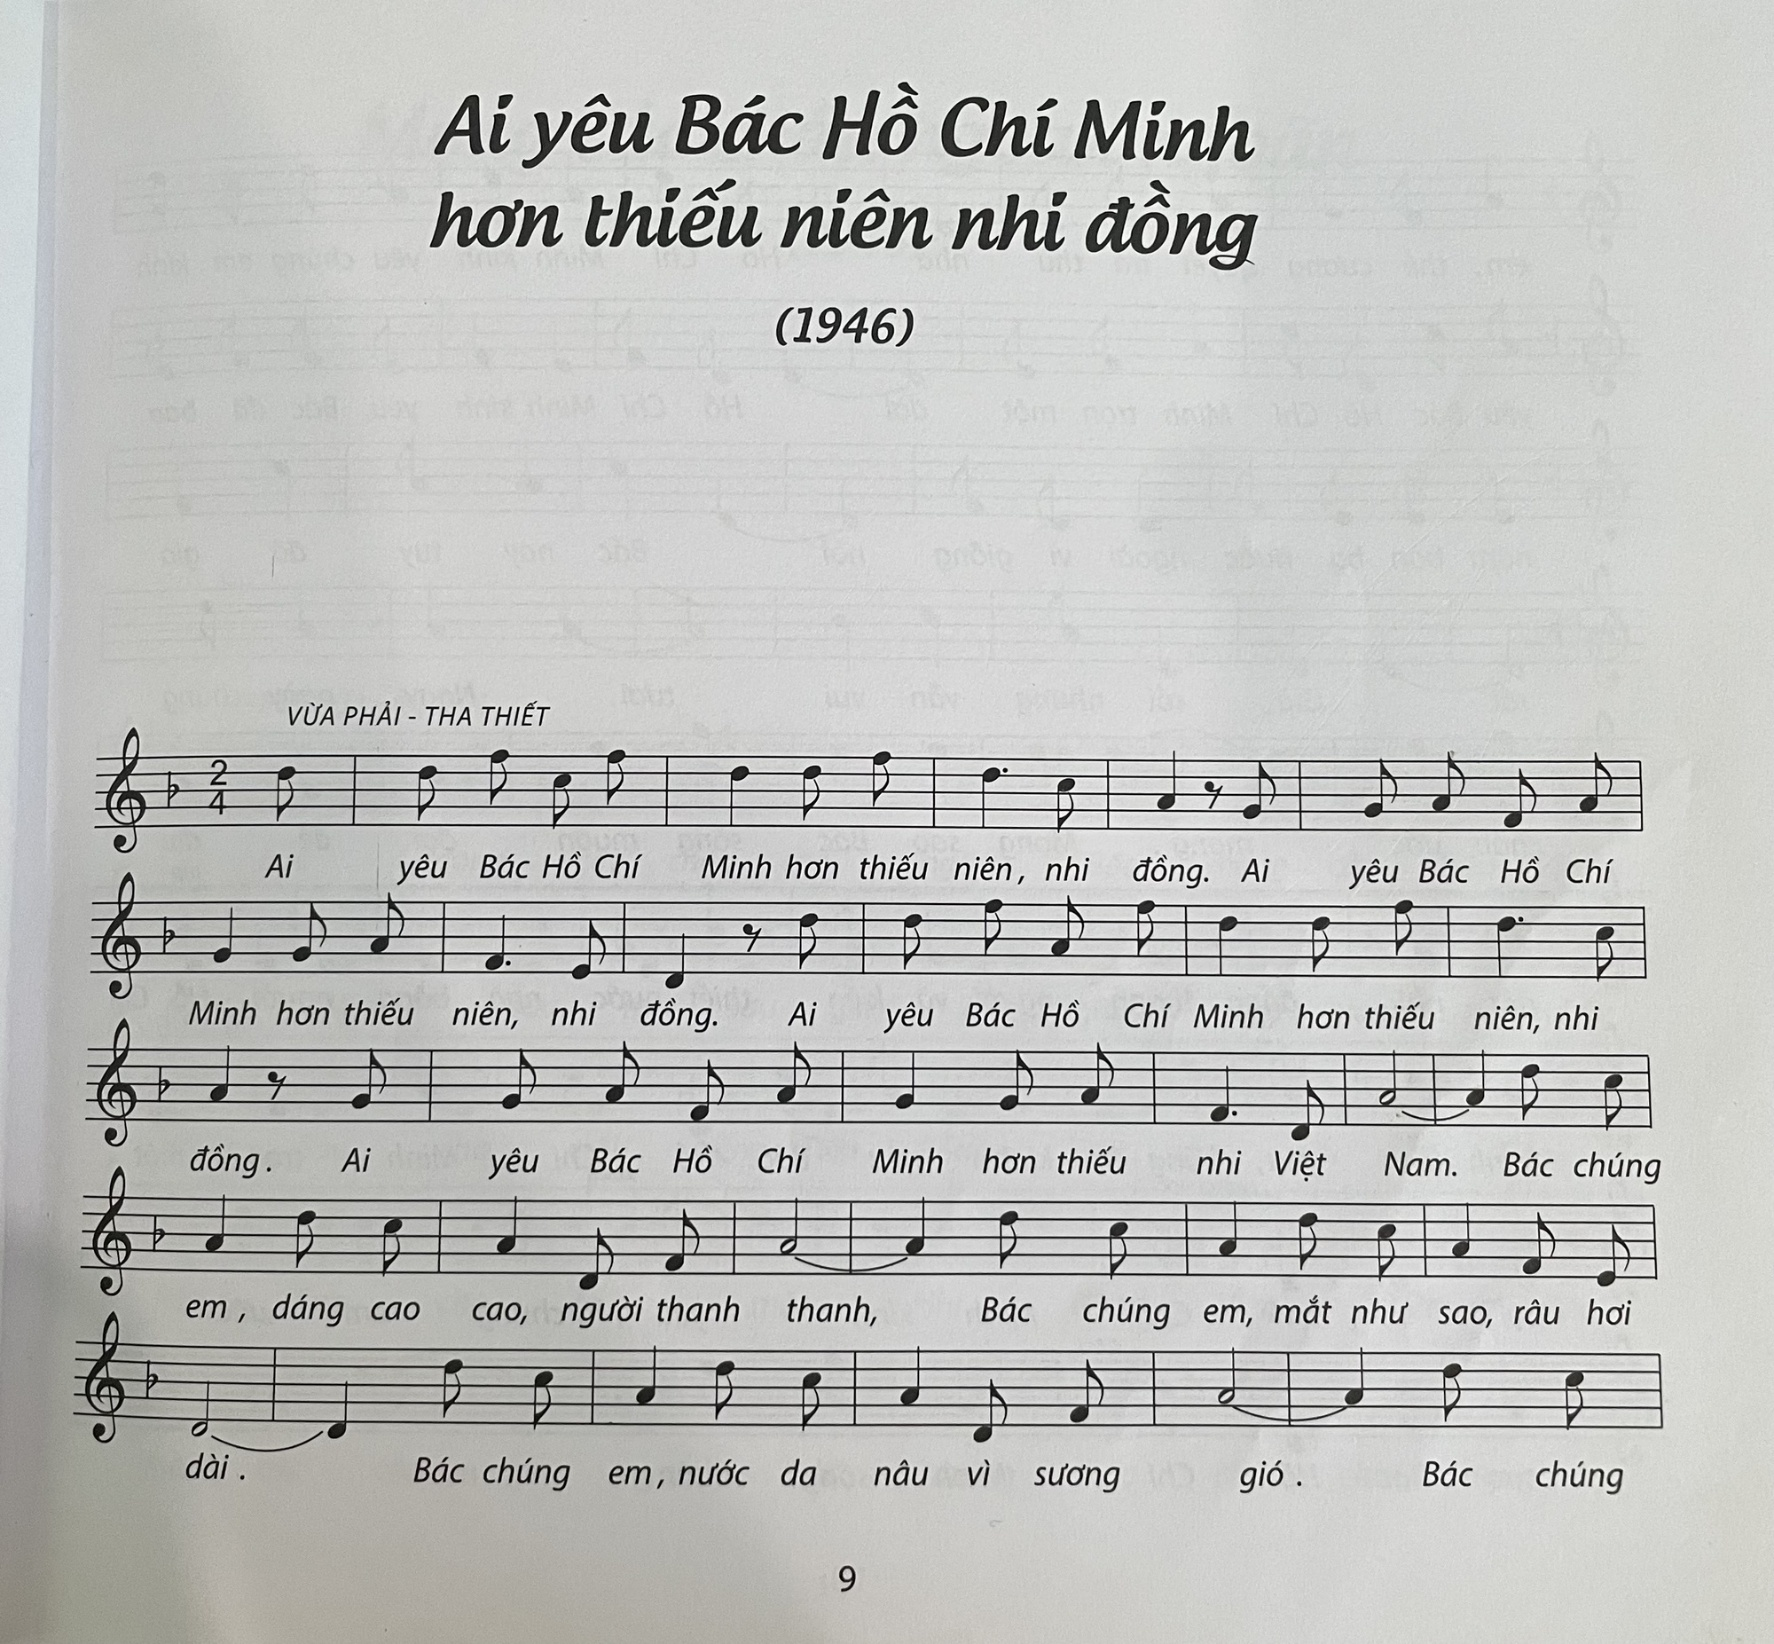 Ai yêu Bác Hồ Chí Minh
hơn thiếu niên nhi đồng
(1946)
VỪA PHẢI - THA THIẾT
2
4
Ai yêu Bác Hồ Chí Minh hơn thiếu niên, nhi đồng. Ai yêu Bác Hồ Chí
Minh hơn thiếu niên, nhi đồng. Ai yêu Bác Hồ Chí Minh hơn thiếu niên, nhi
đồng. Ai yêu Bác Hồ Chí Minh hơn thiếu nhi Việt Nam. Bác chúng
em, dáng cao cao, người thanh thanh, Bác chúng em, mắt như sao, râu hơi
dài. Bác chúng em, nước da nâu vì sương gió. Bác chúng
9